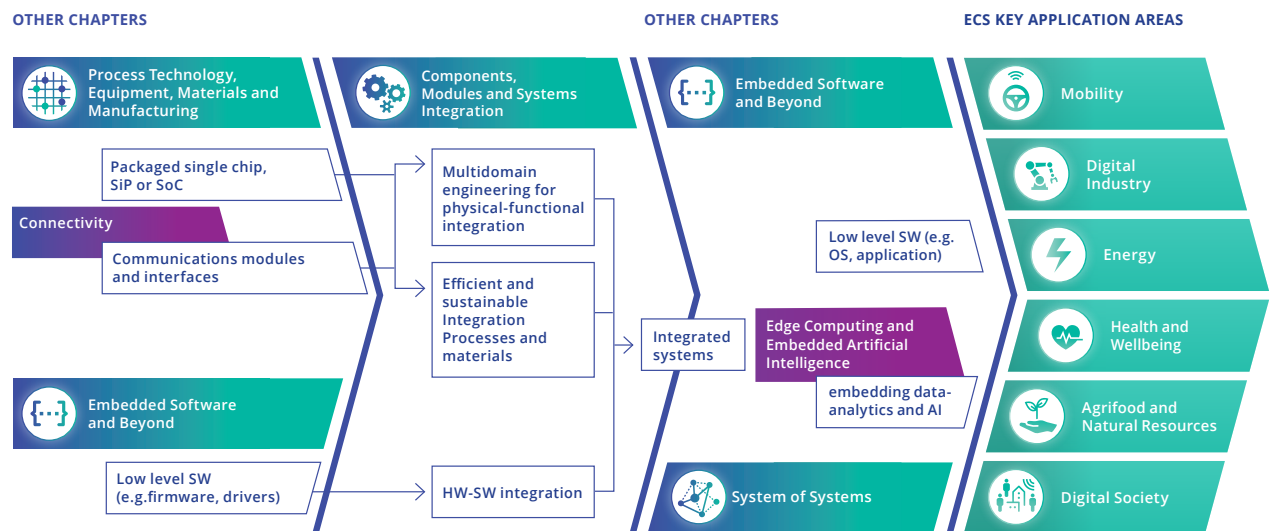 OTHER CHAPTERS
OTHER CHAPTERS
ECS KEY APPLICATION AREAS
Process Technology,
Equipment, Materials and
Manufacturing
Packaged single chip,
SiP or SoC
Connectivity
Communications modules
and interfaces
{···}
Embedded Software
and Beyond
Low level SW
(e.g.firmware, drivers)
Components,
Modules and Systems
Integration
Multidomain
engineering for
physical-functional
integration
Efficient and
sustainable
Integration
Processes and
materials
HW-SW integration
Integrated
systems
{···}
Embedded Software
and Beyond
Low level SW (e.g.
OS, application)
Edge Computing and
Embedded Artificial
Intelligence
embedding data-
analytics and AI
System of Systems
Mobility
Digital
Industry
Energy
Health and
Wellbeing
Agrifood and
Natural Resources
Digital Society